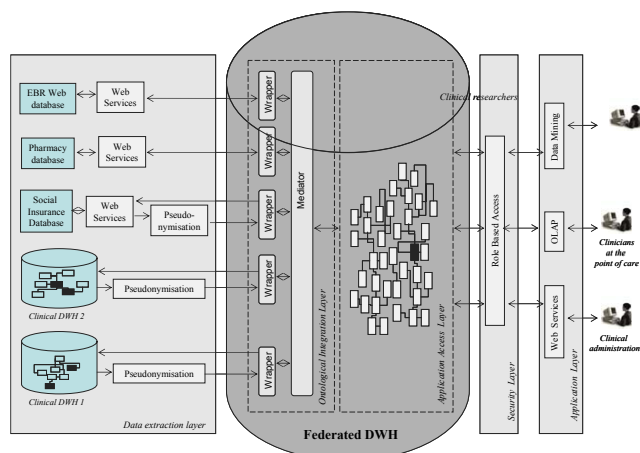 EBR Web
database
Web
Services
Pharmacy
database
Web
Services
Social
Insurance
Database
Web
Services
Pseudo-
nymisation
Clinical DWH 2
Pseudonymisation
Clinical DWH 1
Pseudonymisation
Data extraction layer
Wrapper
Wrapper
Wrapper
Wrapper
Wrapper
Mediator
Ontological Integration Layer
Application Access Layer
Federated DWH
Clinical researchers
Role Based Access
Security Layer
Data Mining
OLAP
Web Services
Application Layer
Clinicians
at the
point of care
Clinical
administration